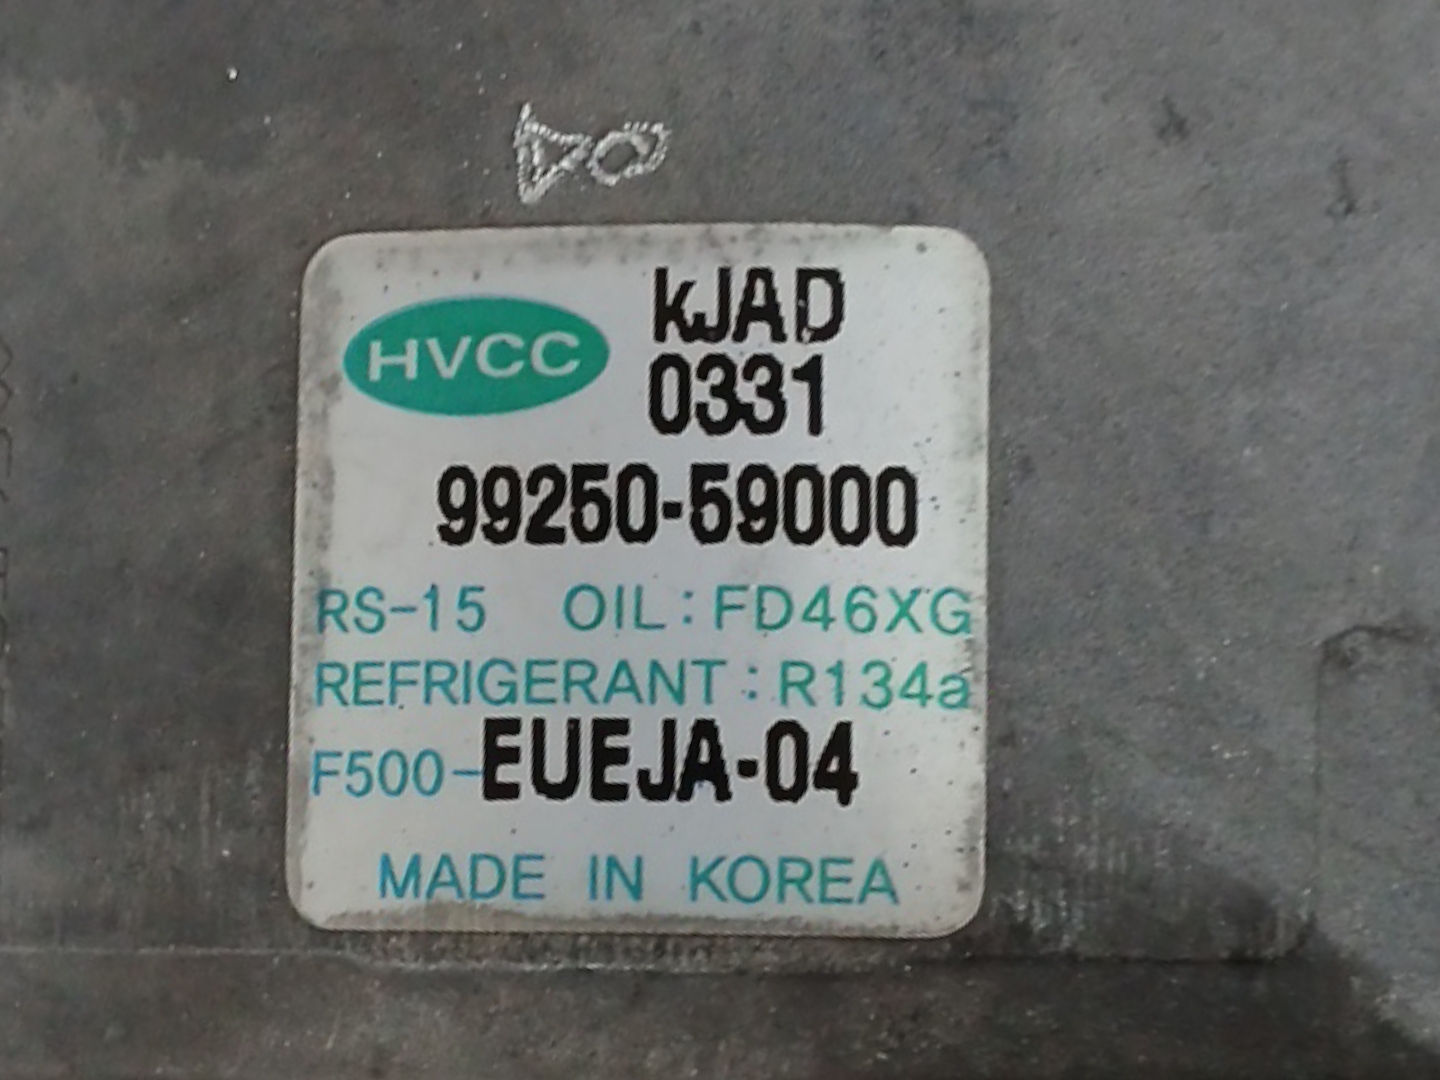 HVCC
kJAD
0331
99250-59000
RS-15 OIL: FD46XG
REFRIGERANT: R134a
F500-EUEJA-04
MADE IN KOREA